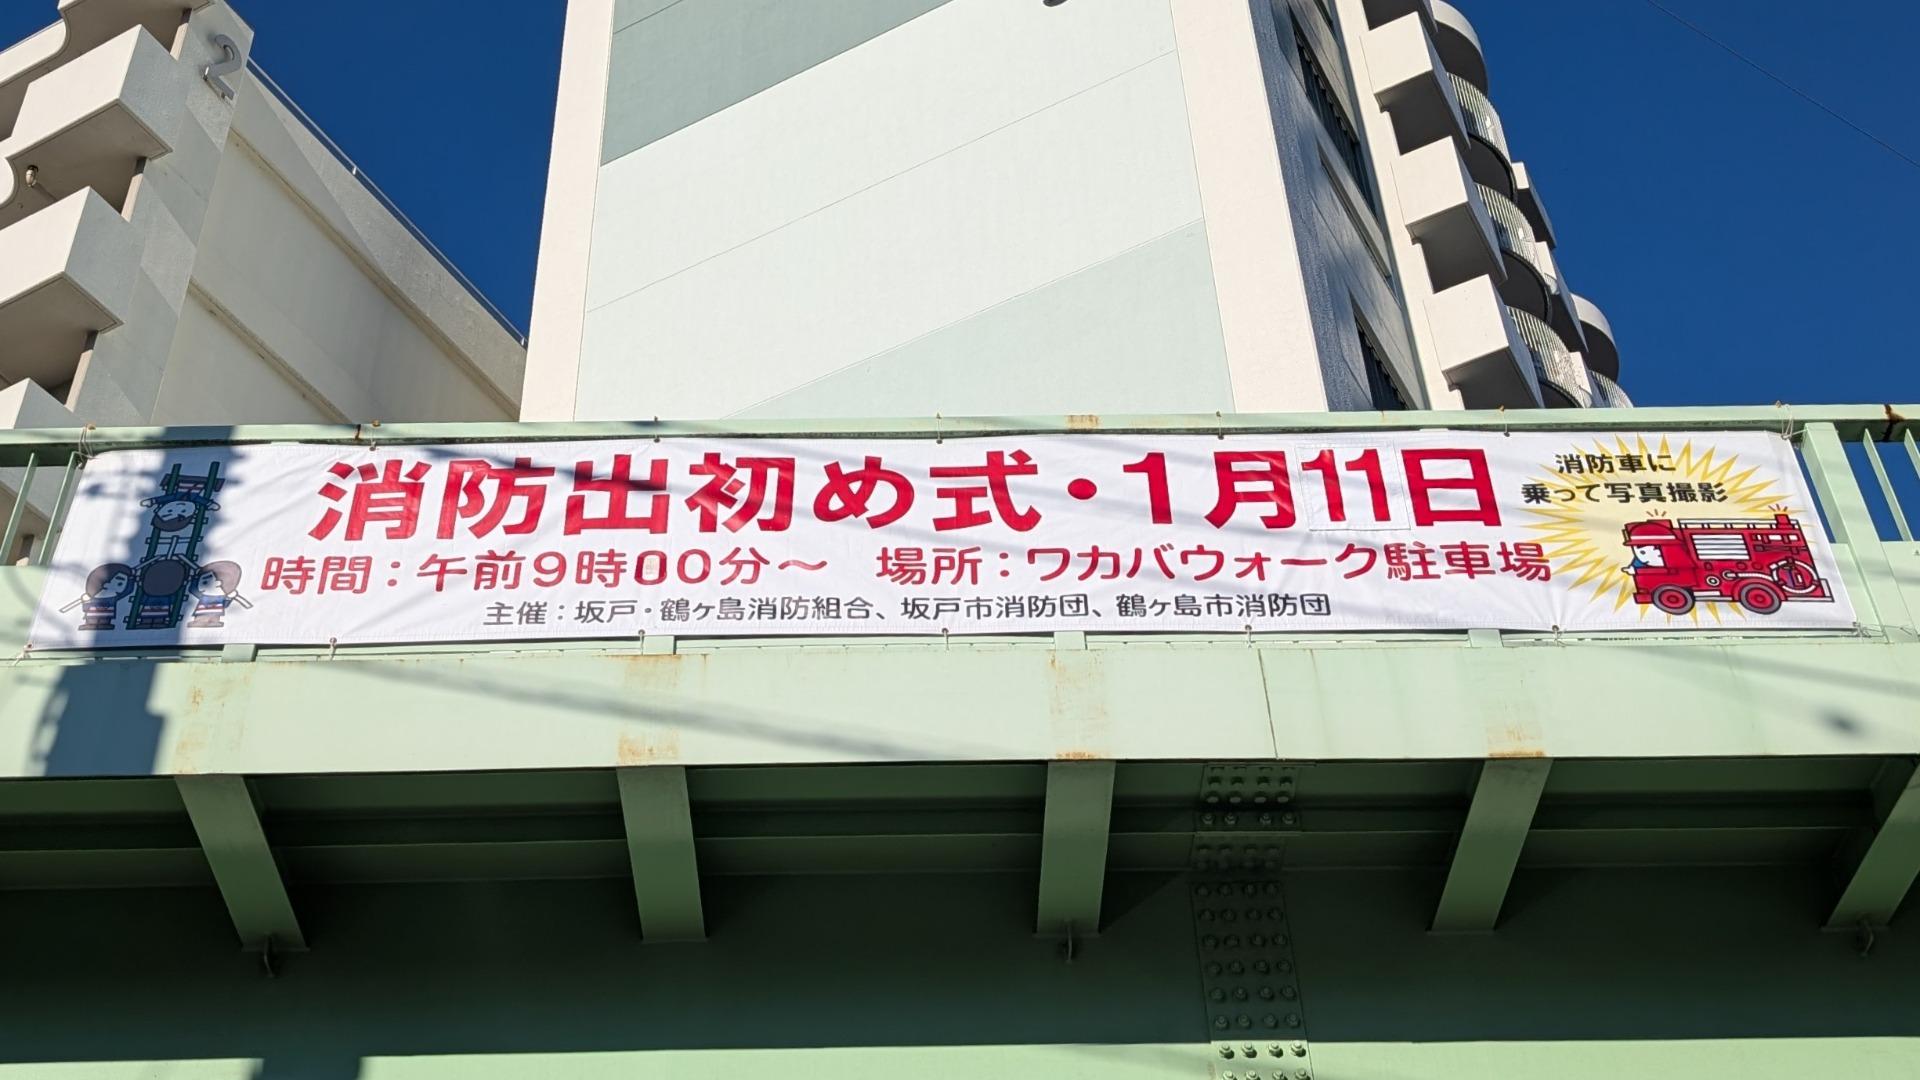 2
消防出初め式・1月11日
時間：午前9時00分～　場所：ワカバウォーク駐車場
主催：坂戸・鶴ヶ島消防組合、坂戸市消防団、鶴ヶ島市消防団
消防車に
乗って写真撮影